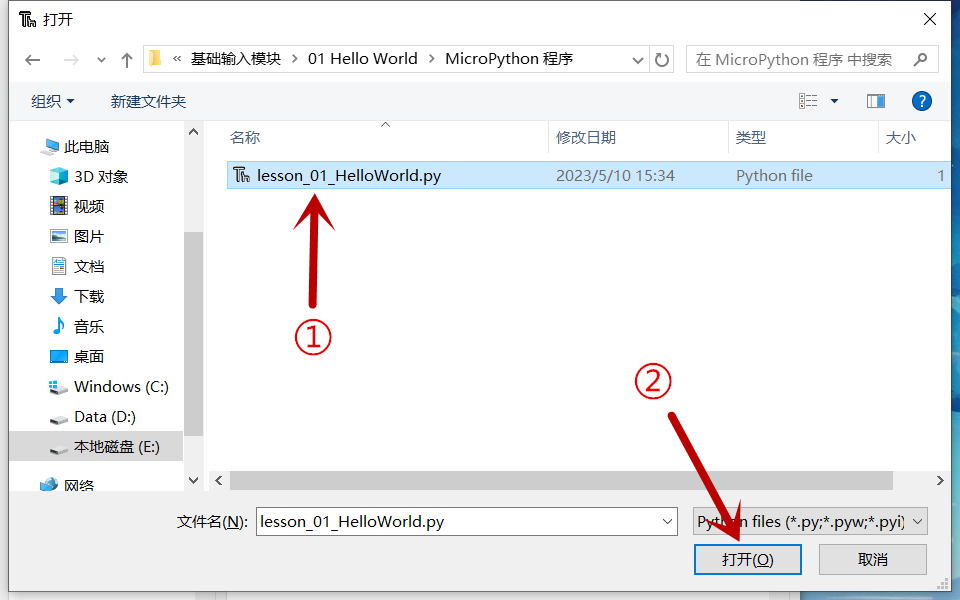 打开
« 基础输入模块 › 01 Hello World › MicroPython 程序
在 MicroPython 程序 中搜索
组织 新建文件夹
名称 修改日期 类型 大小
lesson_01_HelloWorld.py 2023/5/10 15:34 Python file 1
此电脑
3D 对象
视频
图片
文档
下载
音乐
桌面
Windows (C:)
Data (D:)
本地磁盘 (E:)
网络
①
②
文件名(N): lesson_01_HelloWorld.py Python files (*.py;*.pyw;*.pyi)
打开(O) 取消